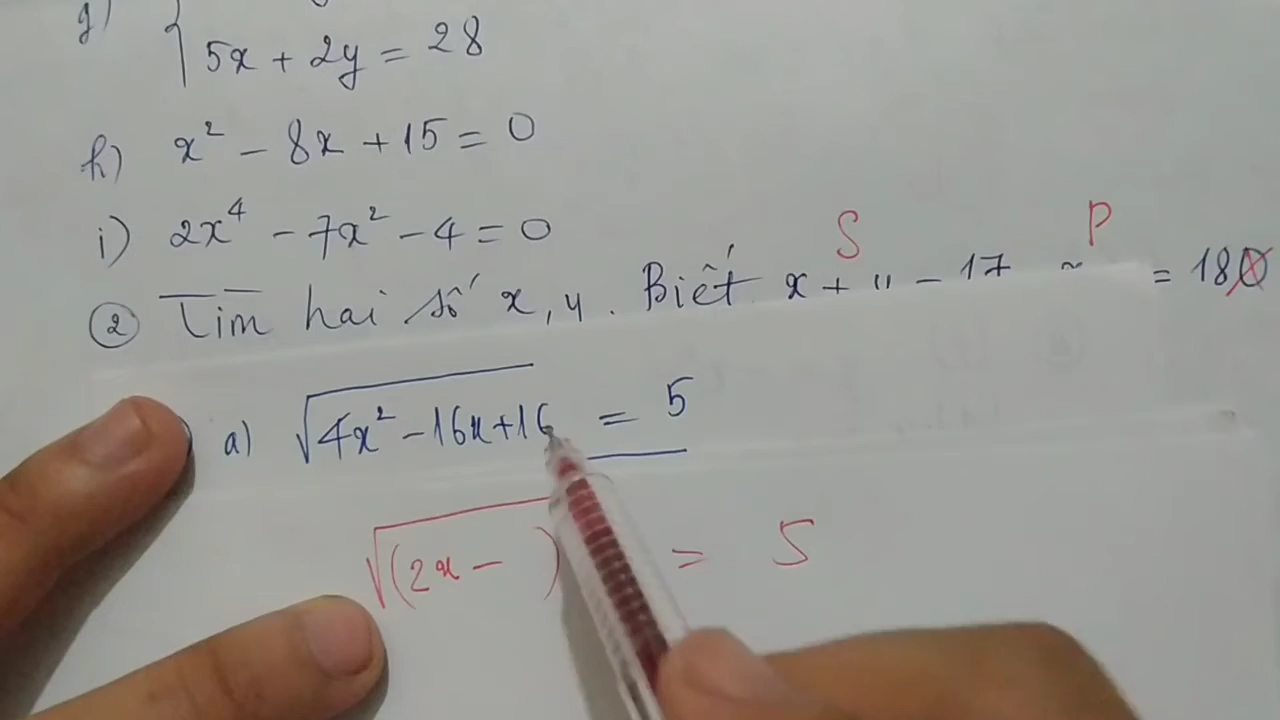 g)
5x + 2y = 28
h) x² - 8x + 15 = 0
i) 2x⁴ - 7x² - 4 = 0
S P
② Tìm hai số x, y. Biết x + - 17 = 180
a) √4x² - 16x + 16 = 5
√(2x - ) = 5